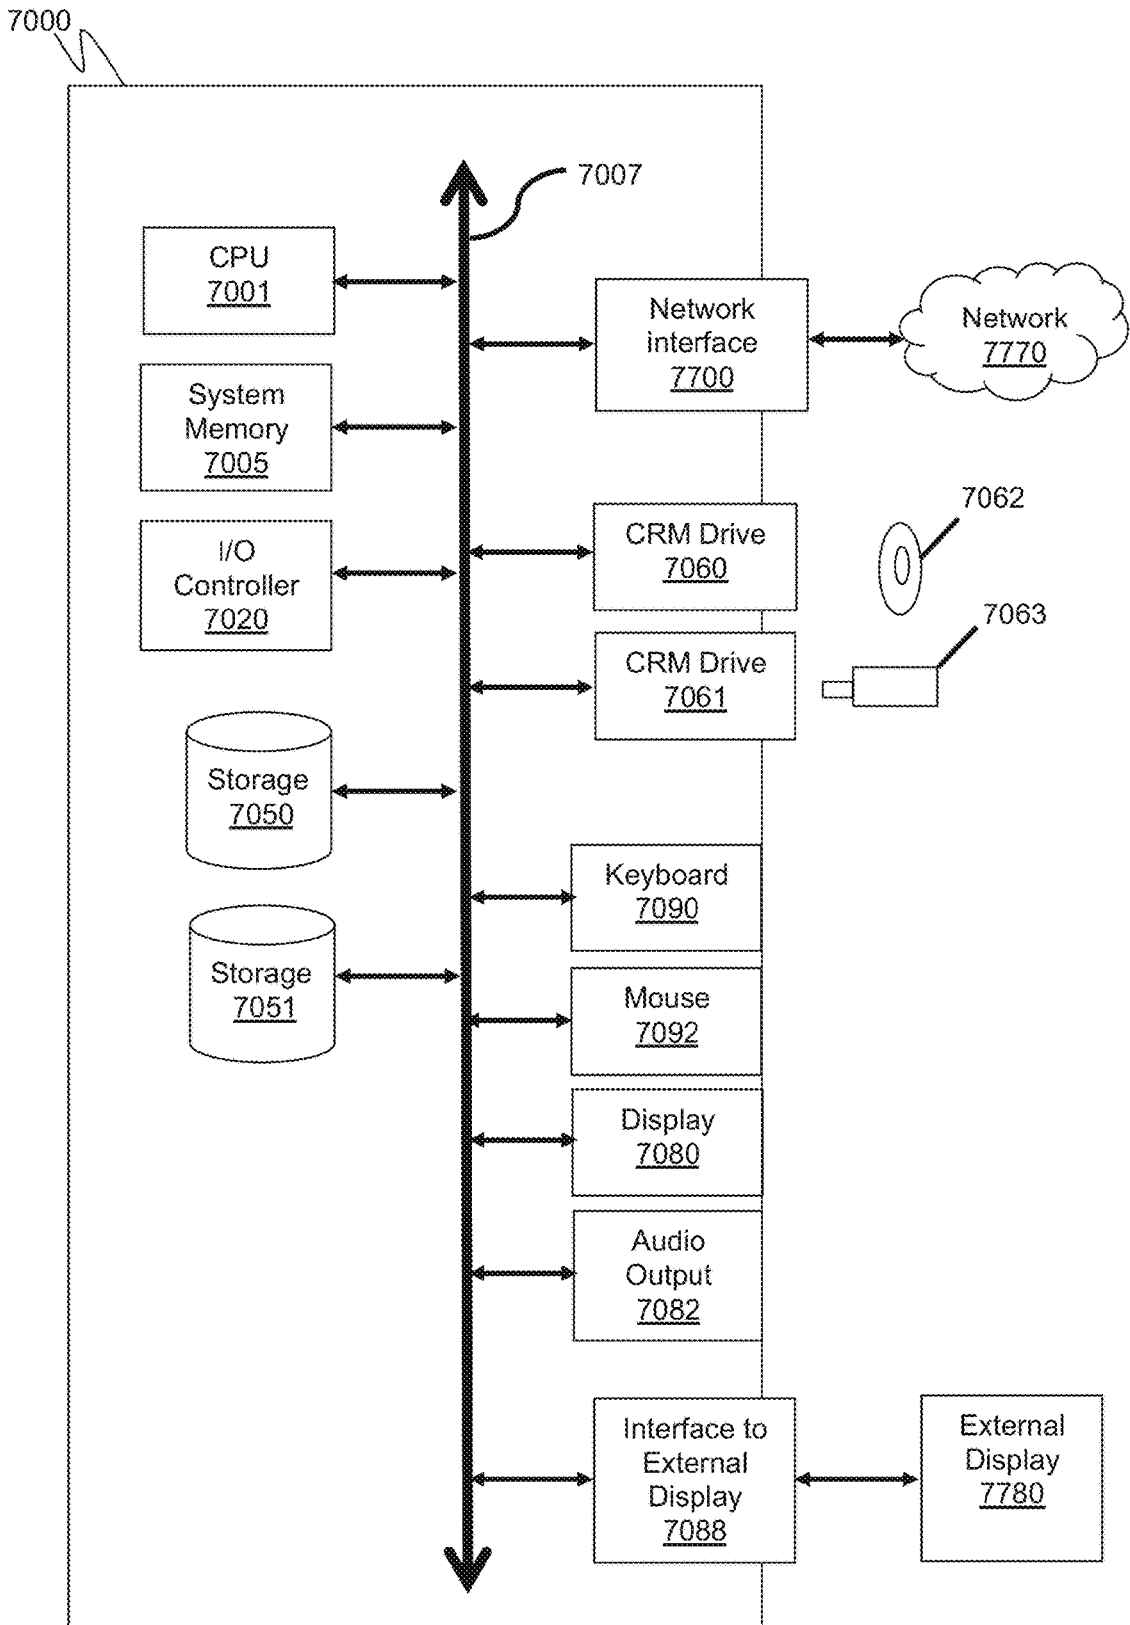 7000
7007
CPU
7001
Network
interface
7700
Network
7770
System
Memory
7005
I/O
Controller
7020
CRM Drive
7060
7062
CRM Drive
7061
7063
Storage
7050
Keyboard
7090
Storage
7051
Mouse
7092
Display
7080
Audio
Output
7082
Interface to
External
Display
7088
External
Display
7780